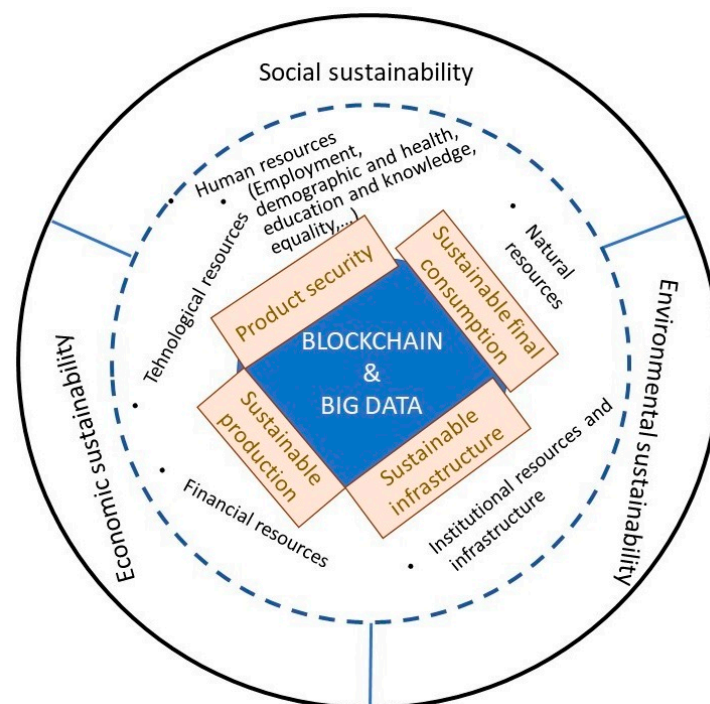 Social sustainability
• Human resources
(Employment,
demographic and health,
education and knowledge,
equality,...)
• Tehnological resources
• Natural
resources
Product security
Sustainable final
consumption
BLOCKCHAIN
&
BIG DATA
Sustainable
production
Sustainable
infrastructure
• Financial resources
• Institutional resources and
infrastructure
Economic sustainability
Environmental sustainability